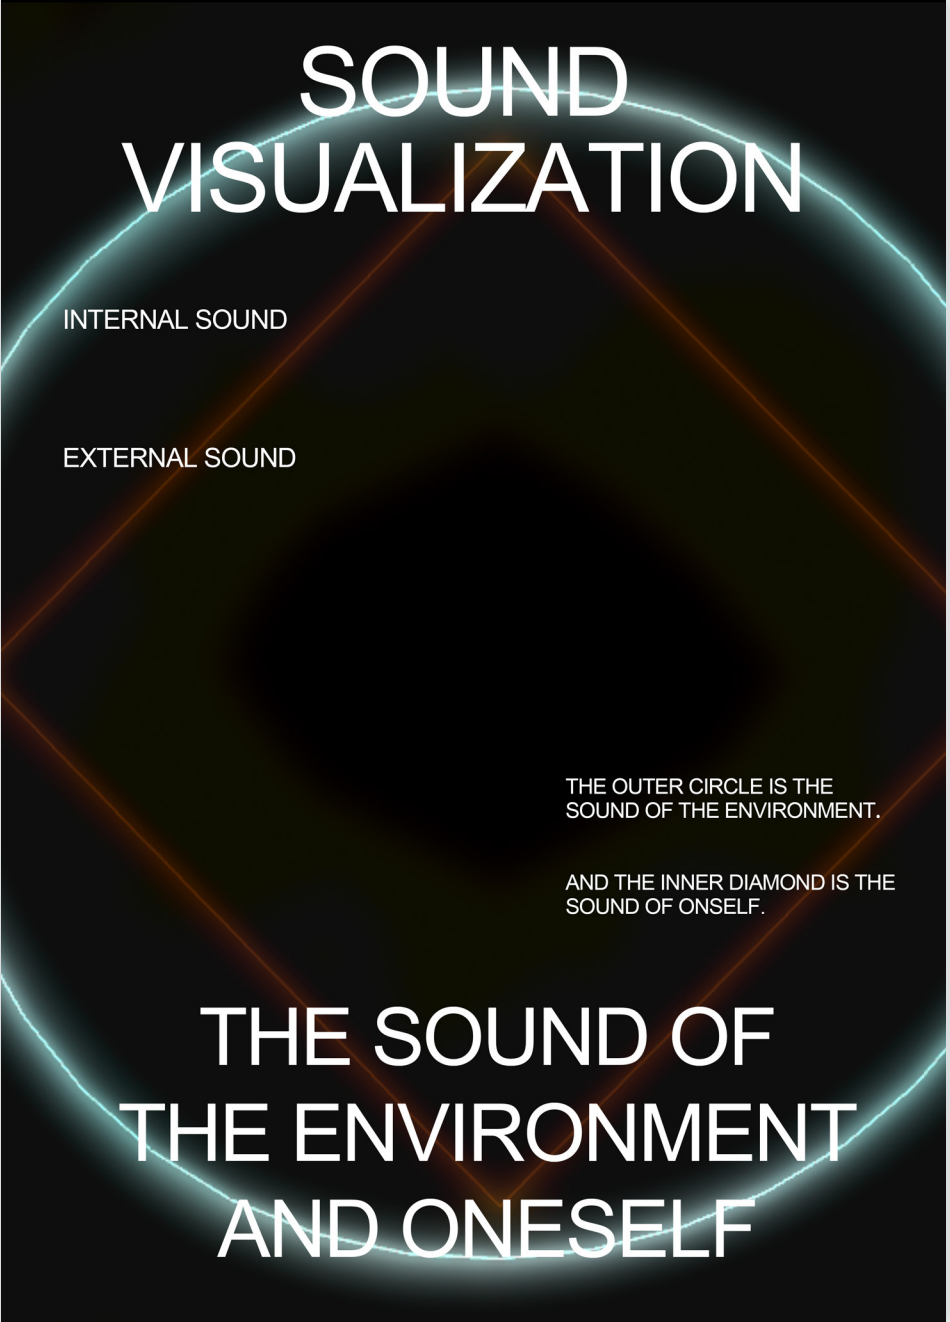 SOUND
VISUALIZATION
INTERNAL SOUND
EXTERNAL SOUND
THE OUTER CIRCLE IS THE
SOUND OF THE ENVIRONMENT.
AND THE INNER DIAMOND IS THE
SOUND OF ONSELF.
THE SOUND OF
THE ENVIRONMENT
AND ONESELF